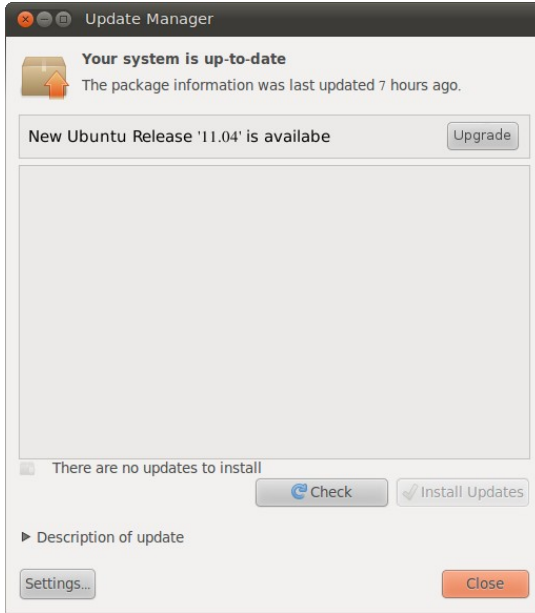 Update Manager
Your system is up-to-date
The package information was last updated 7 hours ago.
New Ubuntu Release '11.04' is availabe
Upgrade
There are no updates to install
Check
Install Updates
Description of update
Settings...
Close